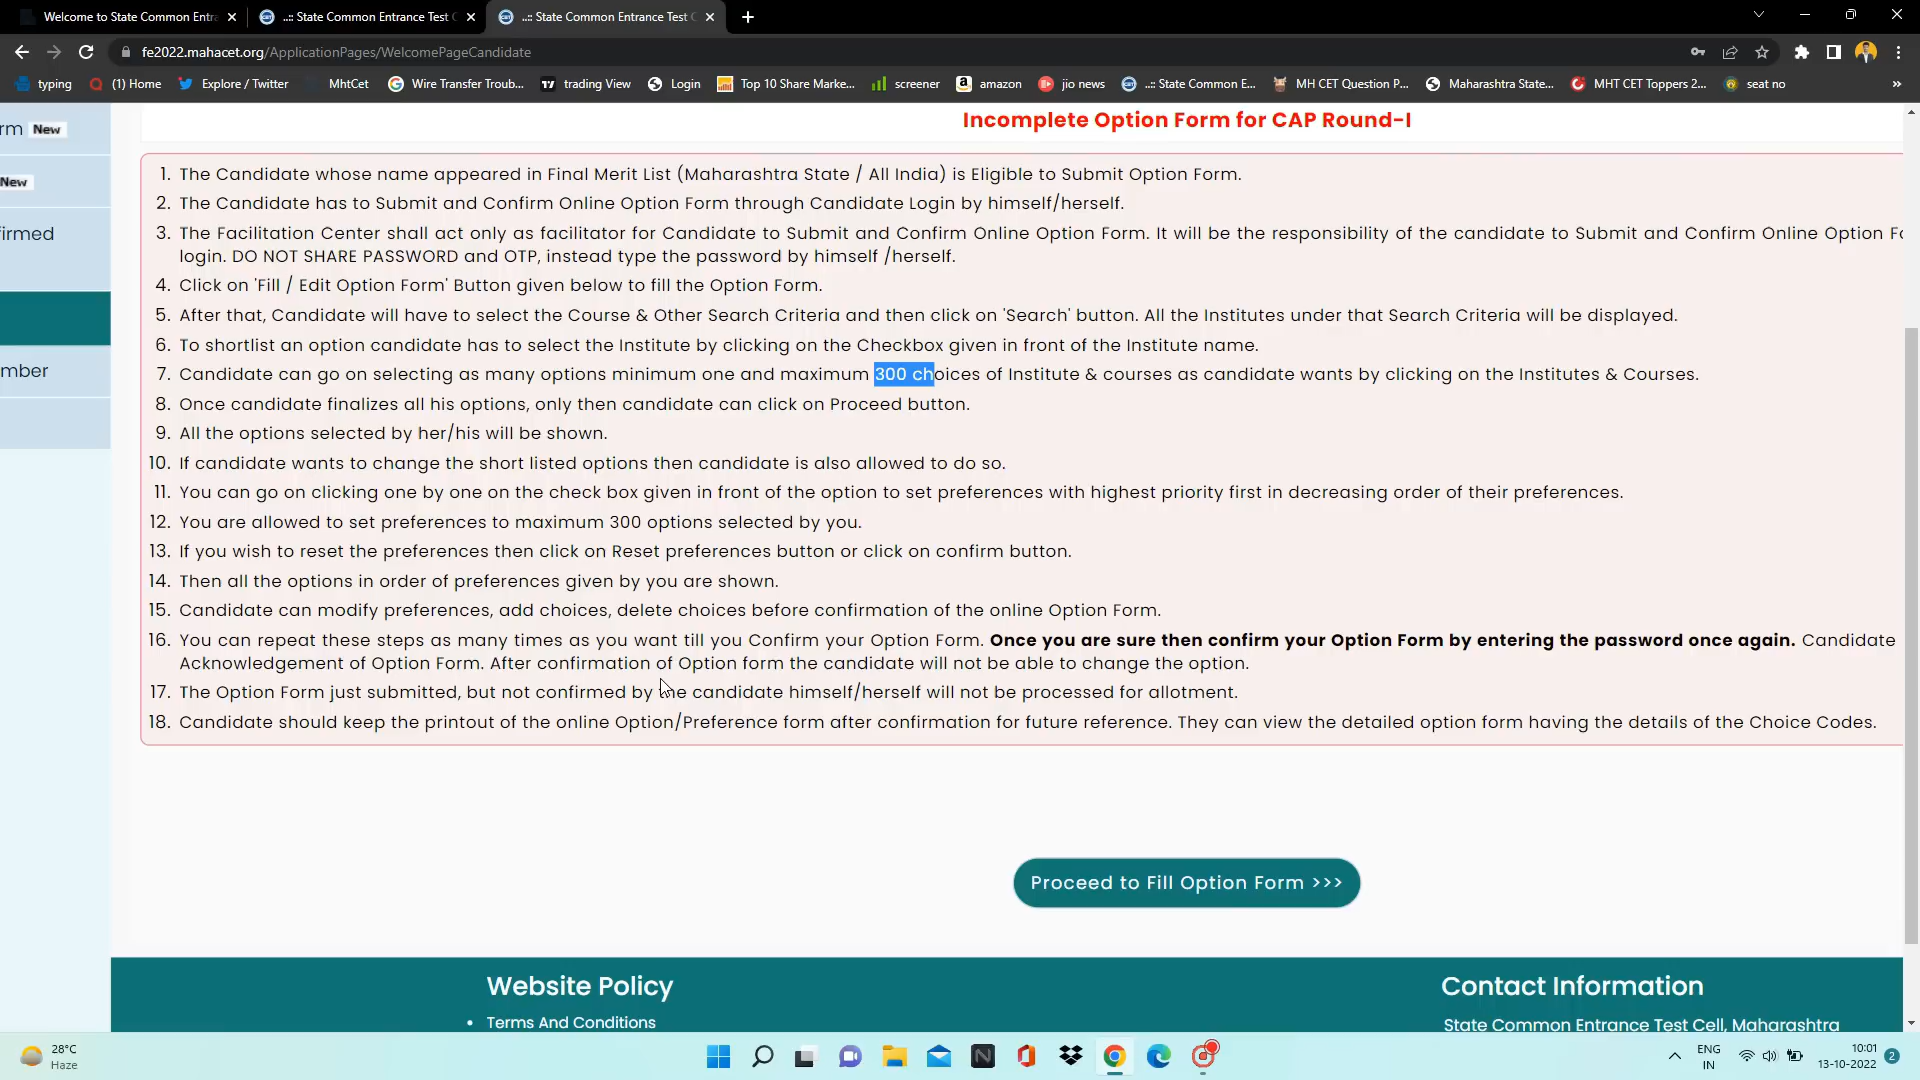 Welcome to State Common Entra
..:: State Common Entrance Test C
..:: State Common Entrance Test C
fe2022.mahacet.org/ApplicationPages/WelcomePageCandidate
typing
(1) Home
Explore / Twitter
MhtCet
Wire Transfer Troub...
trading View
Login
Top 10 Share Marke...
screener
amazon
jio news
..:: State Common E...
MH CET Question P...
Maharashtra State...
MHT CET Toppers 2...
seat no
»
rm New
New
firmed
mber
Incomplete Option Form for CAP Round-I
1. The Candidate whose name appeared in Final Merit List (Maharashtra State / All India) is Eligible to Submit Option Form.
2. The Candidate has to Submit and Confirm Online Option Form through Candidate Login by himself/herself.
3. The Facilitation Center shall act only as facilitator for Candidate to Submit and Confirm Online Option Form. It will be the responsibility of the candidate to Submit and Confirm Online Option Fo
login. DO NOT SHARE PASSWORD and OTP, instead type the password by himself /herself.
4. Click on 'Fill / Edit Option Form' Button given below to fill the Option Form.
5. After that, Candidate will have to select the Course & Other Search Criteria and then click on 'Search' button. All the Institutes under that Search Criteria will be displayed.
6. To shortlist an option candidate has to select the Institute by clicking on the Checkbox given in front of the Institute name.
7. Candidate can go on selecting as many options minimum one and maximum 300 choices of Institute & courses as candidate wants by clicking on the Institutes & Courses.
8. Once candidate finalizes all his options, only then candidate can click on Proceed button.
9. All the options selected by her/his will be shown.
10. If candidate wants to change the short listed options then candidate is also allowed to do so.
11. You can go on clicking one by one on the check box given in front of the option to set preferences with highest priority first in decreasing order of their preferences.
12. You are allowed to set preferences to maximum 300 options selected by you.
13. If you wish to reset the preferences then click on Reset preferences button or click on confirm button.
14. Then all the options in order of preferences given by you are shown.
15. Candidate can modify preferences, add choices, delete choices before confirmation of the online Option Form.
16. You can repeat these steps as many times as you want till you Confirm your Option Form. Once you are sure then confirm your Option Form by entering the password once again. Candidate
Acknowledgement of Option Form. After confirmation of Option form the candidate will not be able to change the option.
17. The Option Form just submitted, but not confirmed by the candidate himself/herself will not be processed for allotment.
18. Candidate should keep the printout of the online Option/Preference form after confirmation for future reference. They can view the detailed option form having the details of the Choice Codes.
Proceed to Fill Option Form >>>
Website Policy
• Terms And Conditions
Contact Information
State Common Entrance Test Cell, Maharashtra
28°C
Haze
ENG
IN
10:01
13-10-2022
2